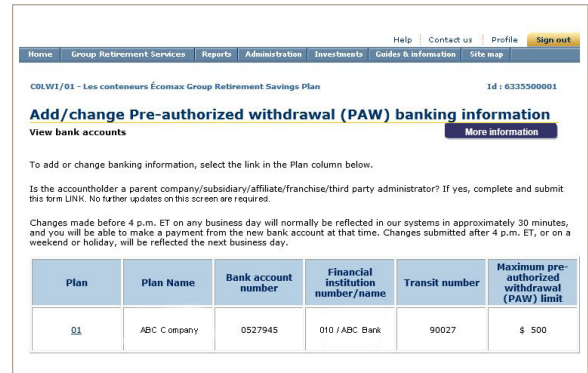 Help Contact us Profile Sign out
Home Group Retirement Services Reports Administration Investments Guides & information Site map
C0LWI/01 - Les conteneurs Écomax Group Retirement Savings Plan Id : 6335500001
Add/change Pre-authorized withdrawal (PAW) banking information
View bank accounts More information
To add or change banking information, select the link in the Plan column below.
Is the accountholder a parent company/subsidiary/affiliate/franchise/third party administrator? If yes, complete and submit
this form LINK. No further updates on this screen are required.
Changes made before 4 p.m. ET on any business day will normally be reflected in our systems in approximately 30 minutes,
and you will be able to make a payment from the new bank account at that time. Changes submitted after 4 p.m. ET, or on a
weekend or holiday, will be reflected the next business day.
Plan Plan Name Bank account number Financial institution number/name Transit number Maximum pre-authorized withdrawal (PAW) limit
01 ABC Company 0527945 010 / ABC Bank 90027 $ 500